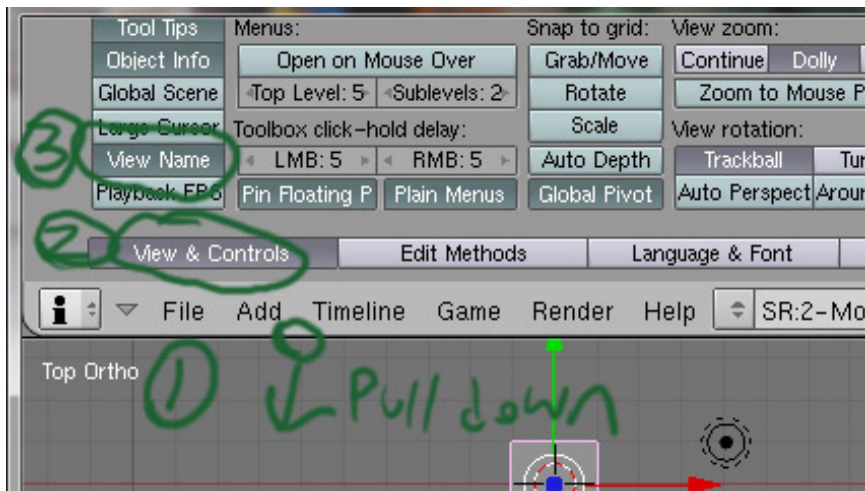 Tool Tips Menus: Snap to grid: View zoom:
Object Info Open on Mouse Over Grab/Move Continue Dolly
Global Scene Top Level: 5 Sublevels: 2 Rotate Zoom to Mouse P
Large Cursor Toolbox click-hold delay: Scale View rotation:
3 View Name LMB: 5 RMB: 5 Auto Depth Trackball Tur
Playback FPS Pin Floating P Plain Menus Global Pivot Auto Perspect Arour
2 View & Controls Edit Methods Language & Font
File Add Timeline Game Render Help SR:2-Mo
Top Ortho 1 Pull down